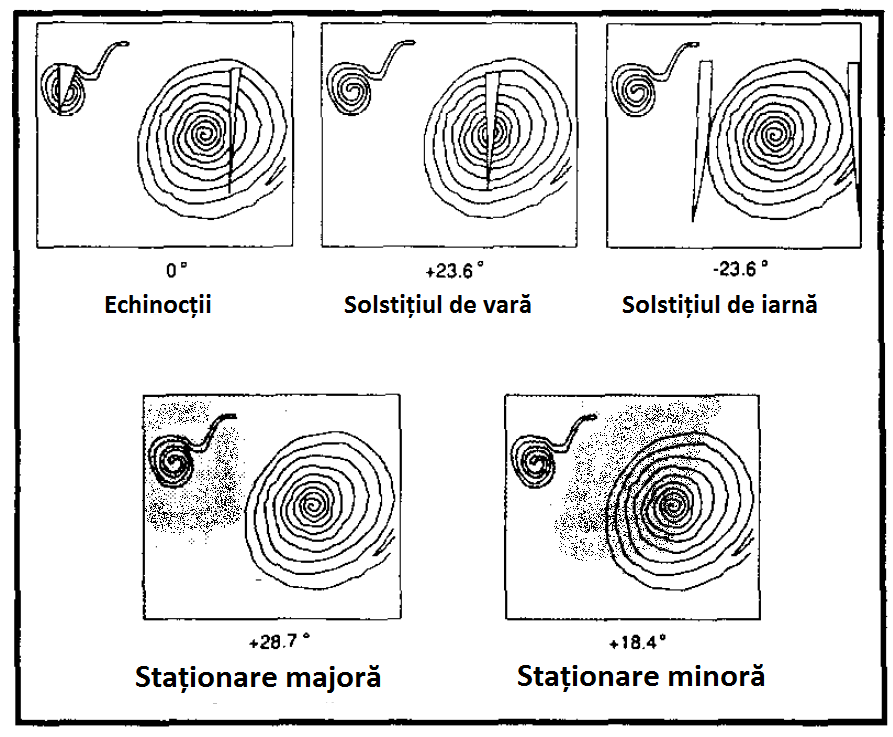 0° +23.6° -23.6°
Echinocții Solstițiul de vară Solstițiul de iarnă
+28.7° +18.4°
Staționare majoră Staționare minoră